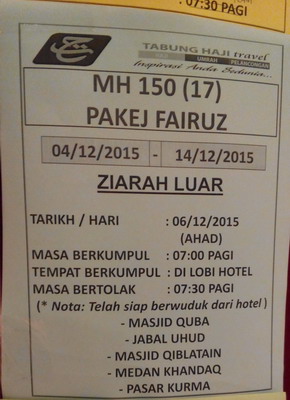 : 07:30 PAGI
TABUNG HAJI travel
HAJI UMRAH PELANCONGAN
Inspirasi Anda Sedunia...
MH 150 (17)
PAKEJ FAIRUZ
04/12/2015 - 14/12/2015
ZIARAH LUAR
TARIKH / HARI : 06/12/2015
(AHAD)
MASA BERKUMPUL : 07:00 PAGI
TEMPAT BERKUMPUL : DI LOBI HOTEL
MASA BERTOLAK : 07:30 PAGI
(* Nota: Telah siap berwuduk dari hotel )
- MASJID QUBA
- JABAL UHUD
- MASJID QIBLATAIN
- MEDAN KHANDAQ
- PASAR KURMA